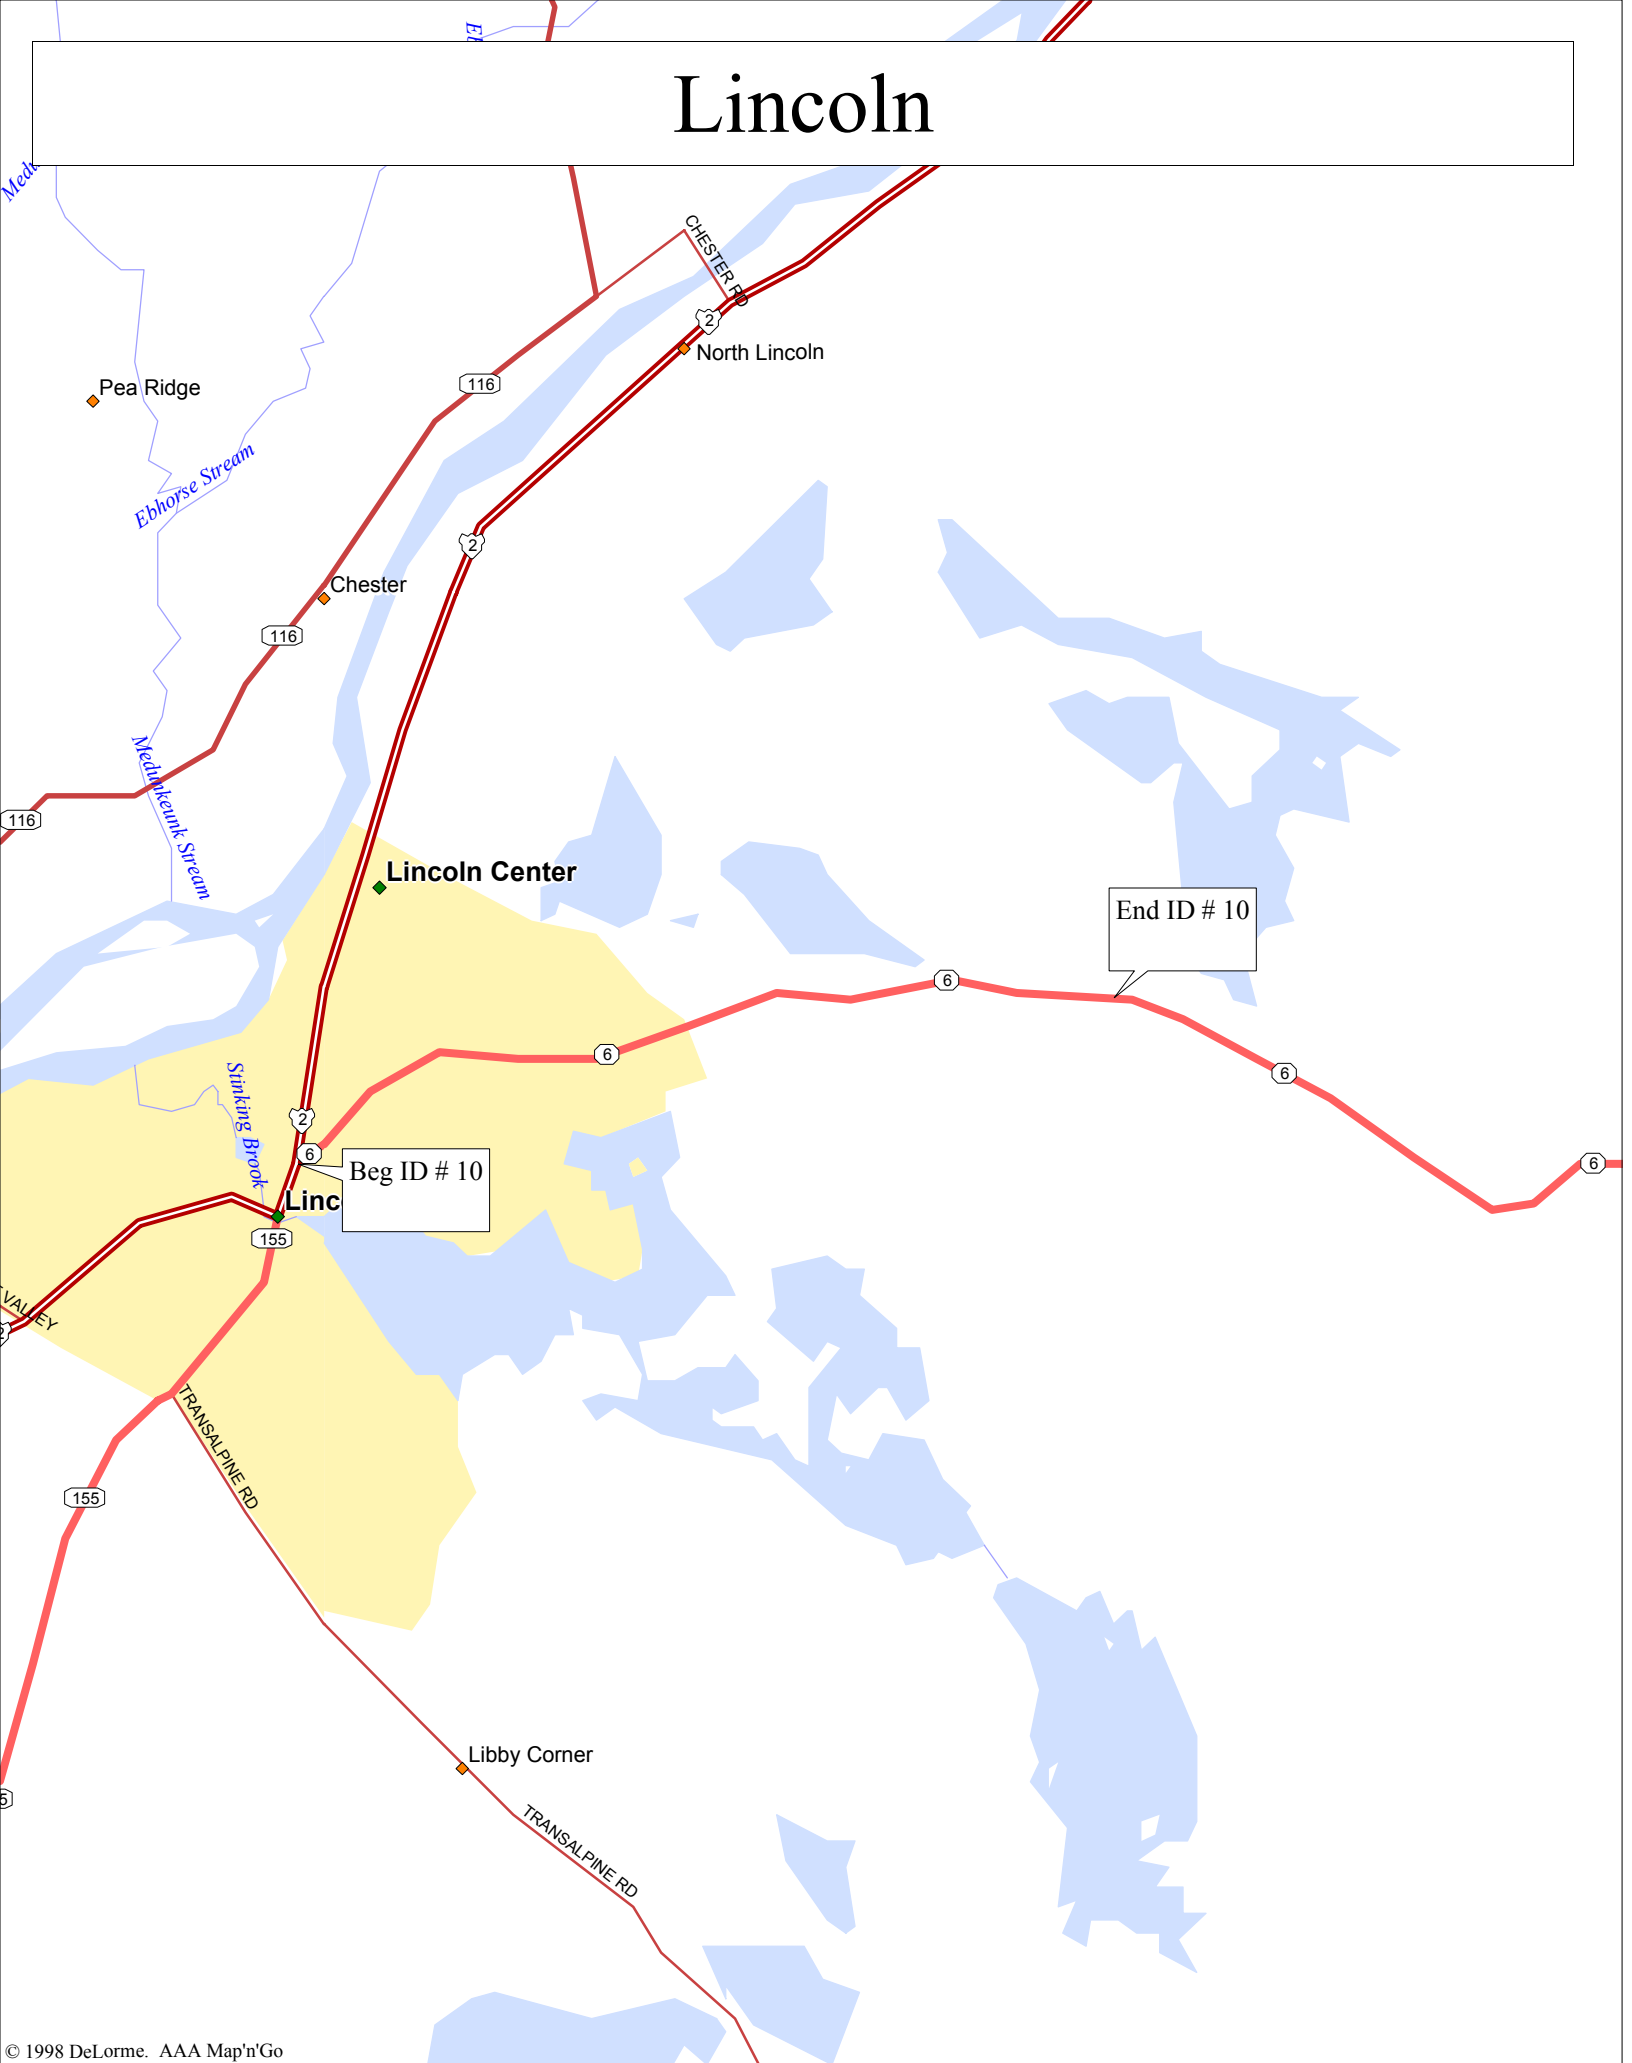 Lincoln
CHESTER RD
2
North Lincoln
116
Pea Ridge
Ebhorse Stream
2
Chester
116
Medunkeunk Stream
116
Lincoln Center
End ID # 10
6
6
6
Stinking Brook
2
6
Beg ID # 10
6
155
VALLEY
2
TRANSALPINE RD
155
Libby Corner
TRANSALPINE RD
© 1998 DeLorme. AAA Map'n'Go